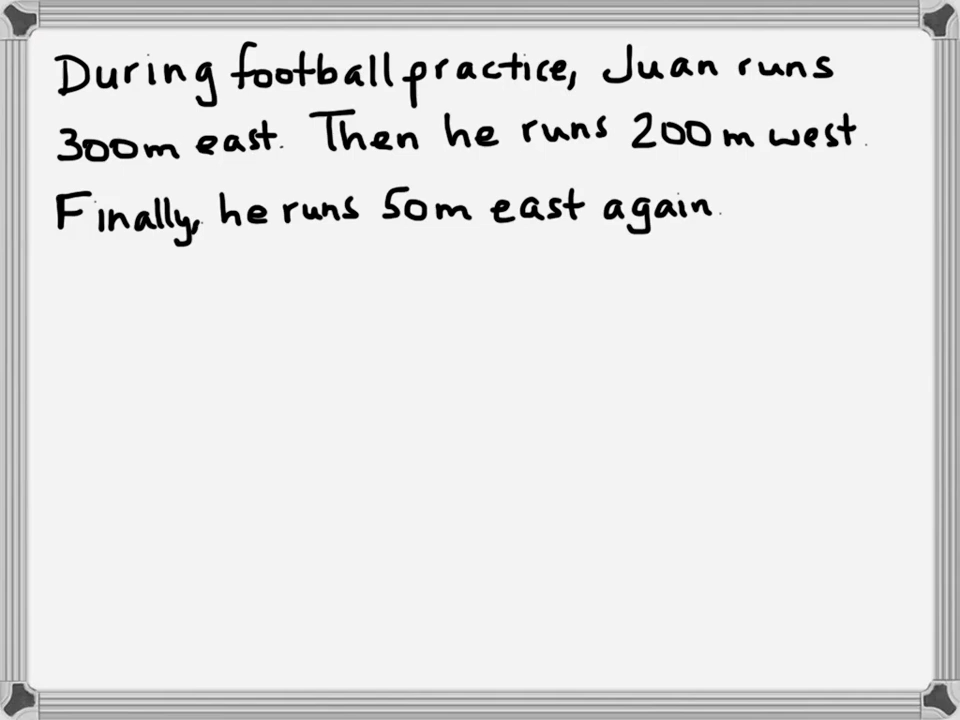 During football practice, Juan runs
300m east. Then he runs 200m west.
Finally, he runs 50m east again.